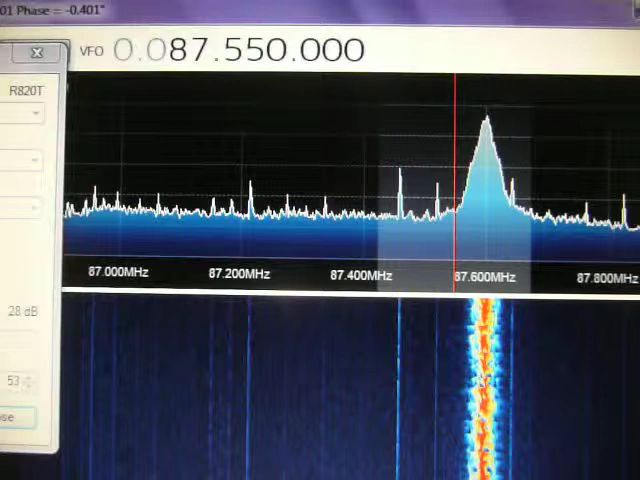 01 Phase = -0.401°
VFO 0.087.550.000
R820T
87.000MHz 87.200MHz 87.400MHz 87.600MHz 87.800MHz
28 dB
53